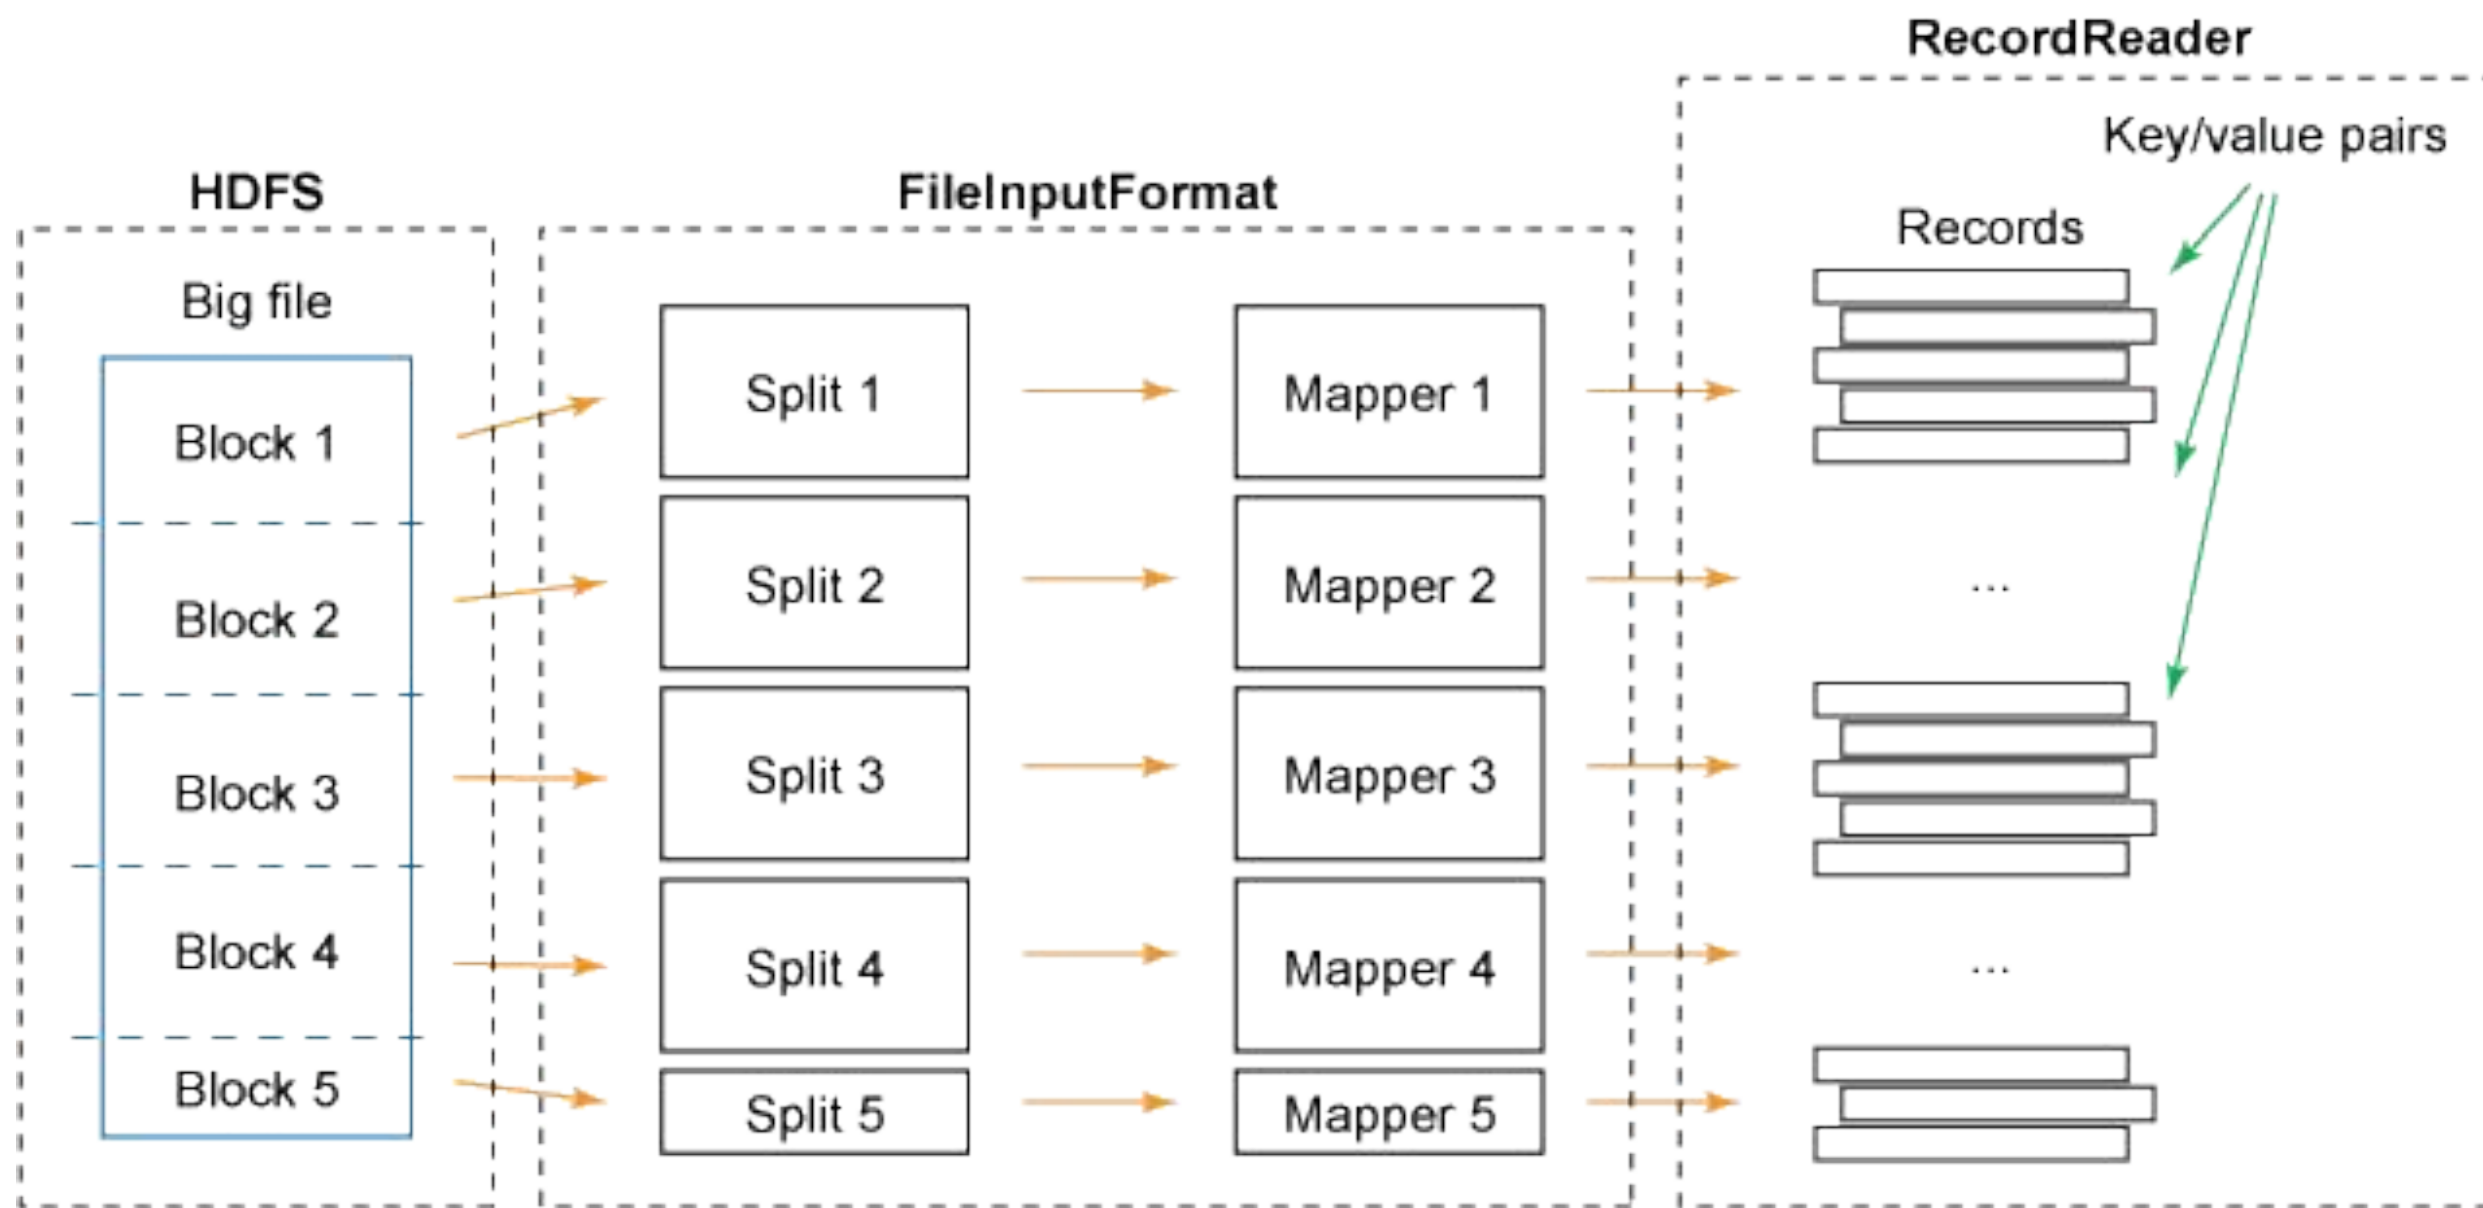 RecordReader
Key/value pairs
HDFS
FileInputFormat
Records
Big file
Block 1
Split 1
Mapper 1
Block 2
Split 2
Mapper 2
...
Block 3
Split 3
Mapper 3
Block 4
Split 4
Mapper 4
...
Block 5
Split 5
Mapper 5